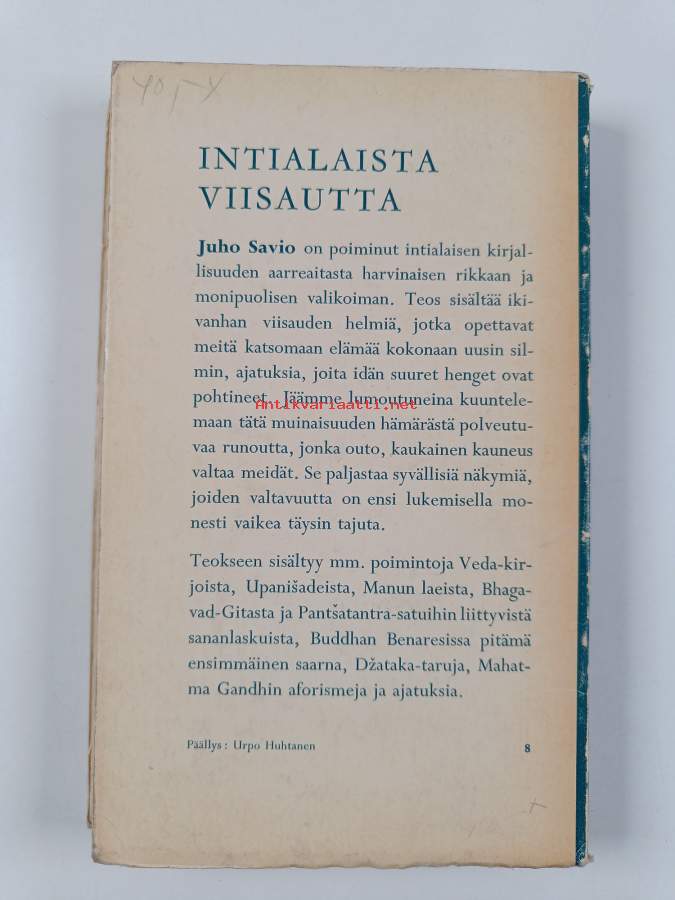 40,-
INTIALAISTA
VIISAUTTA
Juho Savio on poiminut intialaisen kirjal-
lisuuden aarreaitasta harvinaisen rikkaan ja
monipuolisen valikoiman. Teos sisältää iki-
vanhan viisauden helmiä, jotka opettavat
meitä katsomaan elämää kokonaan uusin sil-
min, ajatuksia, joita idän suuret henget ovat
pohtineet. Jäämme lumoutuneina kuuntele-
Antikvariaatti.net
maan tätä muinaisuuden hämärästä polveutu-
vaa runoutta, jonka outo, kaukainen kauneus
valtaa meidät. Se paljastaa syvällisiä näkymiä,
joiden valtavuutta on ensi lukemisella mo-
nesti vaikea täysin tajuta.
Teokseen sisältyy mm. poimintoja Veda-kir-
joista, Upanišadeista, Manun laeista, Bhaga-
vad-Gitasta ja Pantšatantra-satuihin liittyvistä
sananlaskuista, Buddhan Benaresissa pitämä
ensimmäinen saarna, Džataka-taruja, Mahat-
ma Gandhin aforismeja ja ajatuksia.
Päällys: Urpo Huhtanen
8